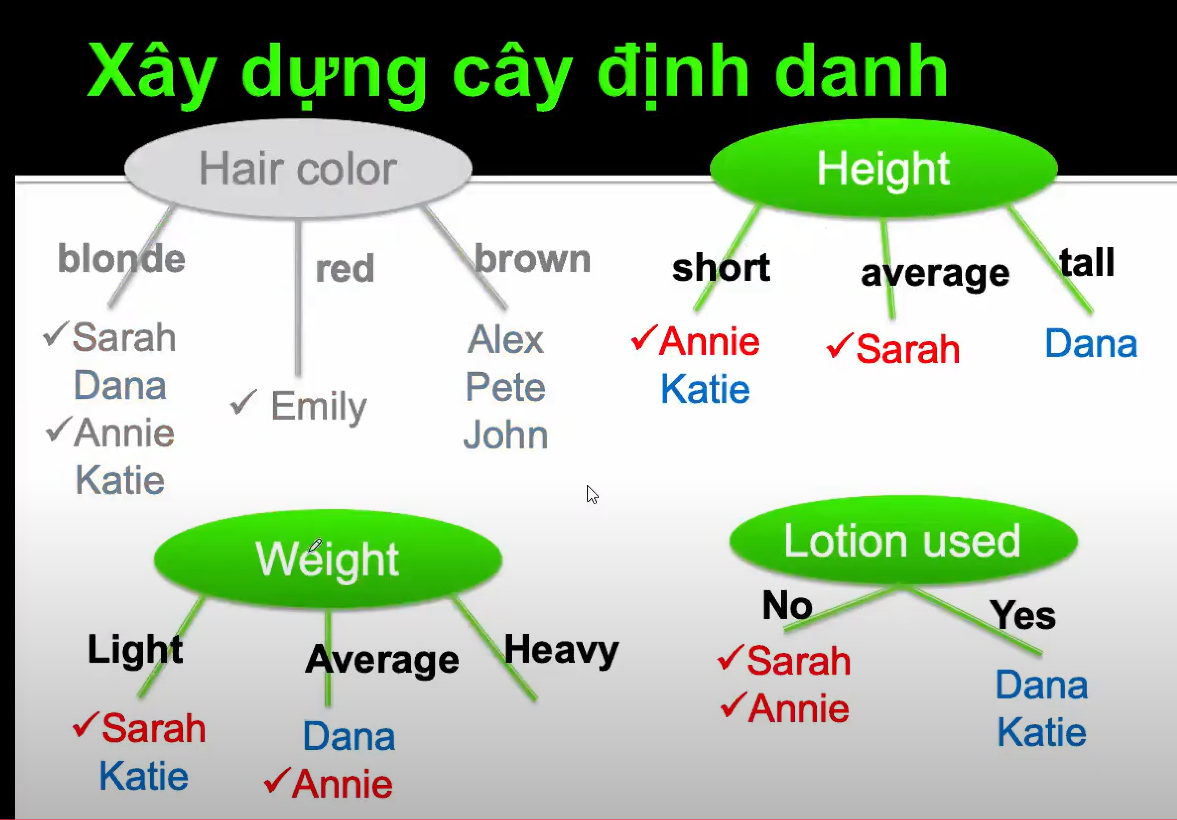 Xây dựng cây định danh
Hair color
blonde
red
brown
✓Sarah
Dana
✓Annie
Katie
✓ Emily
Alex
Pete
John
Height
short
average
tall
✓Annie
Katie
✓Sarah
Dana
Weight
Light
Average
Heavy
✓Sarah
Katie
Dana
✓Annie
Lotion used
No
Yes
✓Sarah
✓Annie
Dana
Katie